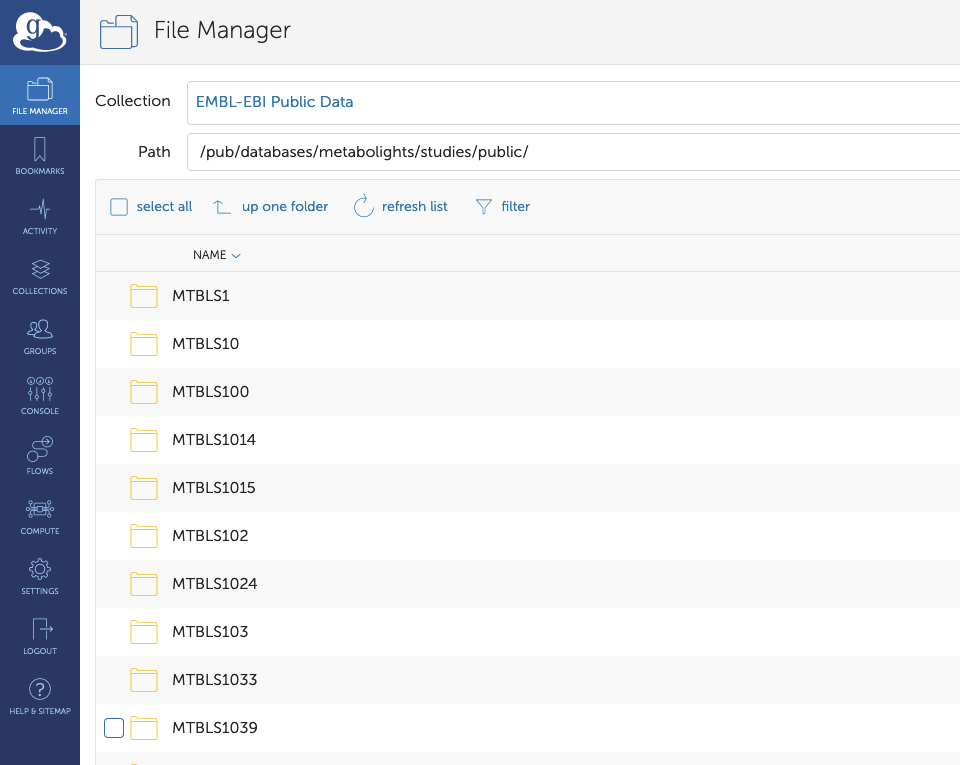 g
File Manager
FILE MANAGER
BOOKMARKS
ACTIVITY
COLLECTIONS
GROUPS
CONSOLE
FLOWS
COMPUTE
SETTINGS
LOGOUT
?
HELP & SITEMAP
Collection
EMBL-EBI Public Data
Path
/pub/databases/metabolights/studies/public/
select all up one folder refresh list filter
NAME
MTBLS1
MTBLS10
MTBLS100
MTBLS1014
MTBLS1015
MTBLS102
MTBLS1024
MTBLS103
MTBLS1033
MTBLS1039